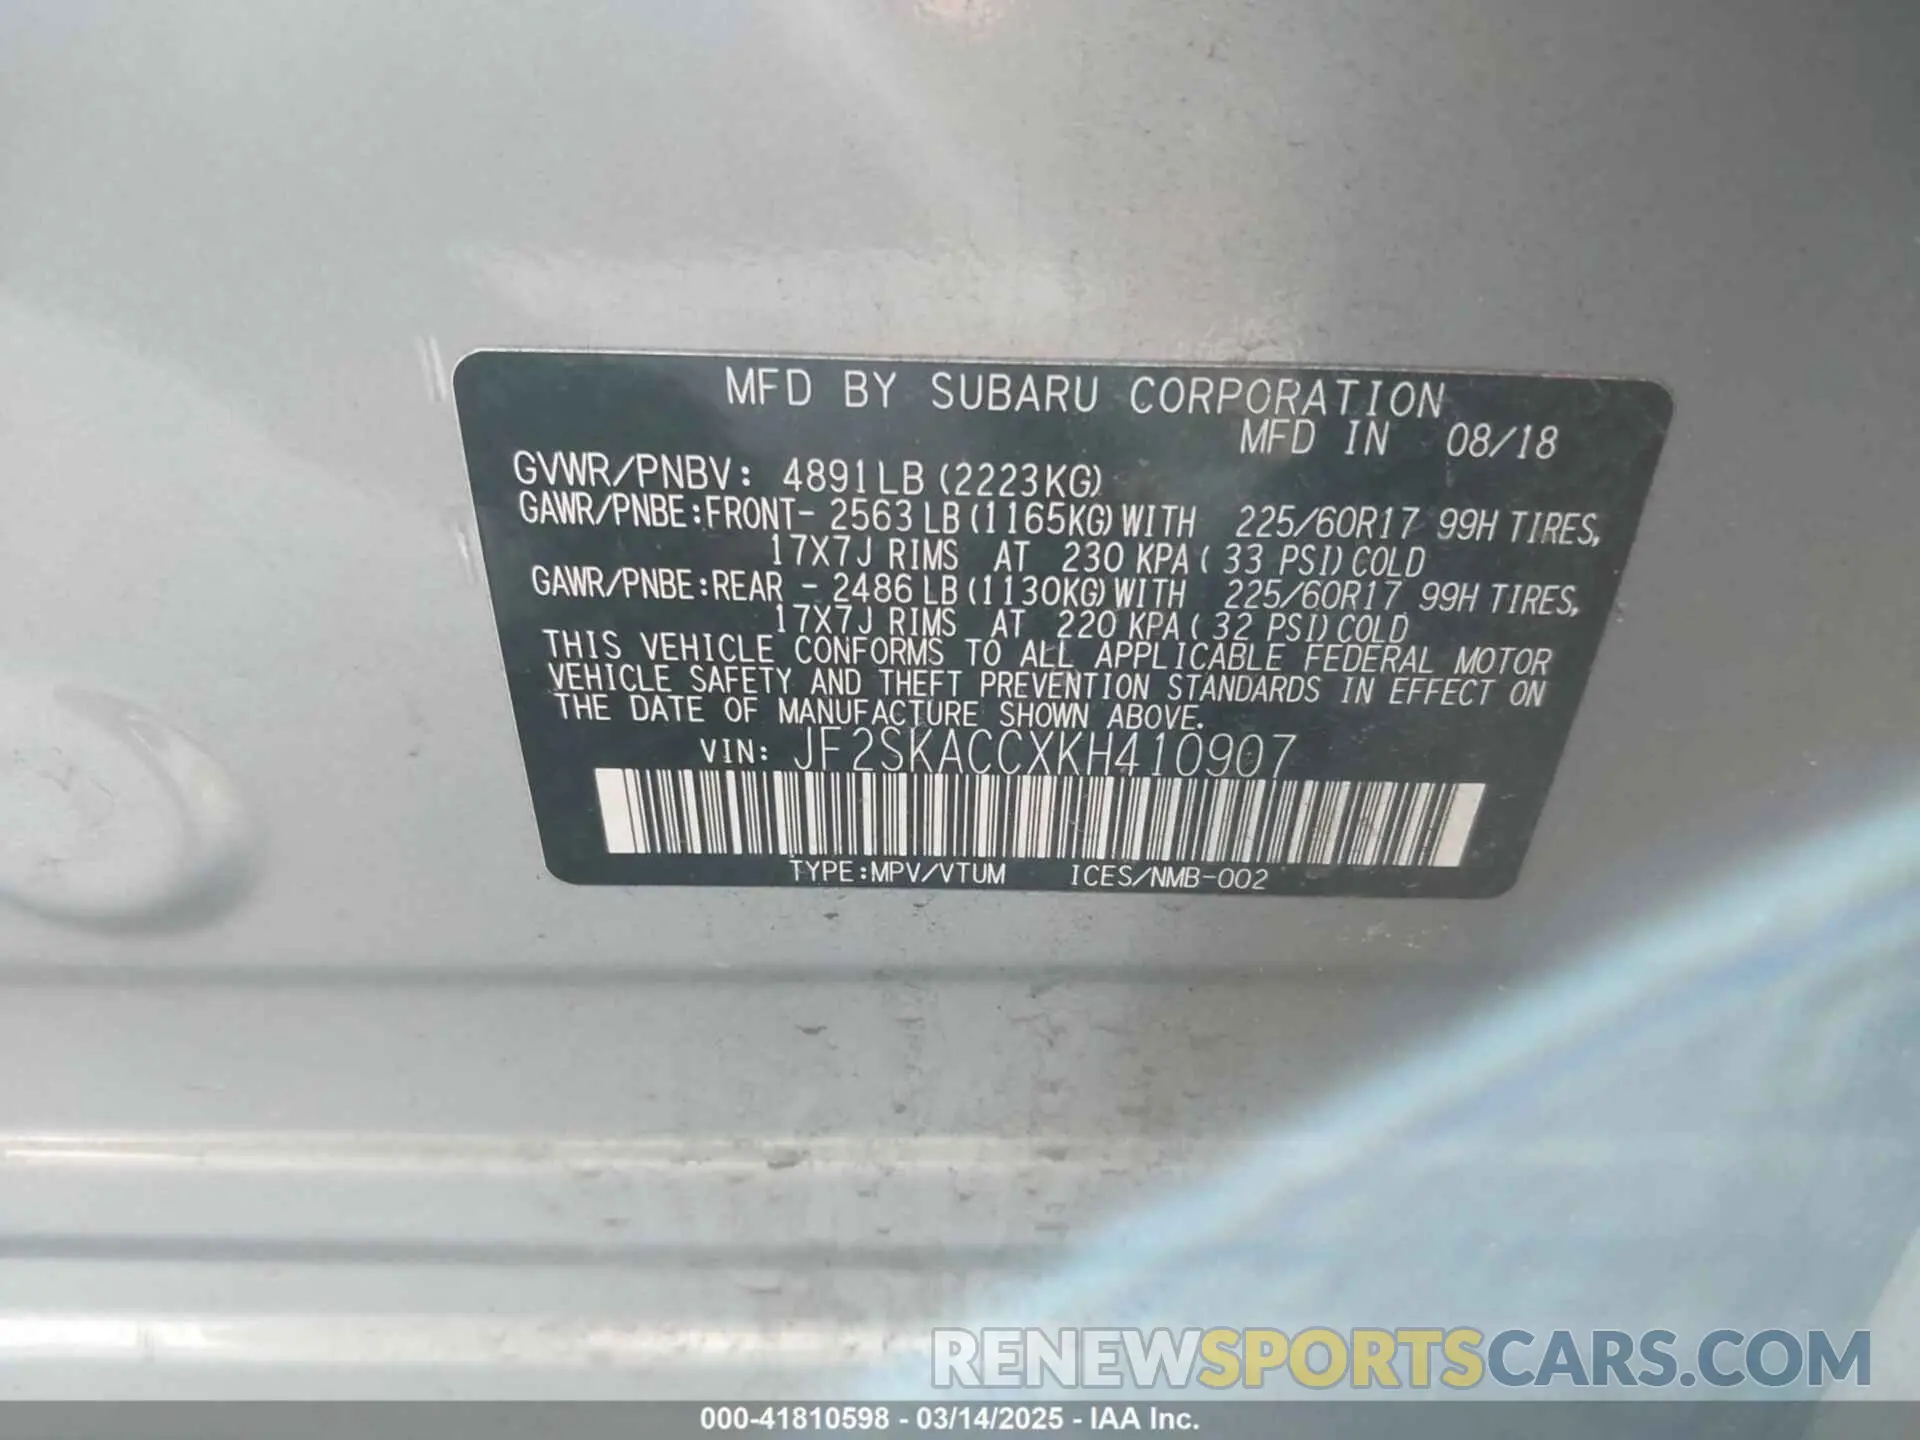 MFD BY SUBARU CORPORATION
MFD IN 08/18
GVWR/PNBV: 4891LB (2223KG)
GAWR/PNBE:FRONT- 2563 LB (1165KG) WITH 225/60R17 99H TIRES,
17X7J RIMS AT 230 KPA ( 33 PSI) COLD
GAWR/PNBE:REAR - 2486 LB (1130KG) WITH 225/60R17 99H TIRES,
17X7J RIMS AT 220 KPA ( 32 PSI) COLD
THIS VEHICLE CONFORMS TO ALL APPLICABLE FEDERAL MOTOR
VEHICLE SAFETY AND THEFT PREVENTION STANDARDS IN EFFECT ON
THE DATE OF MANUFACTURE SHOWN ABOVE.
VIN: JF2SKACCXKH410907
TYPE:MPV/VTUM ICES/NMB-002
RENEWSPORTSCARS.COM
000-41810598 - 03/14/2025 - IAA Inc.